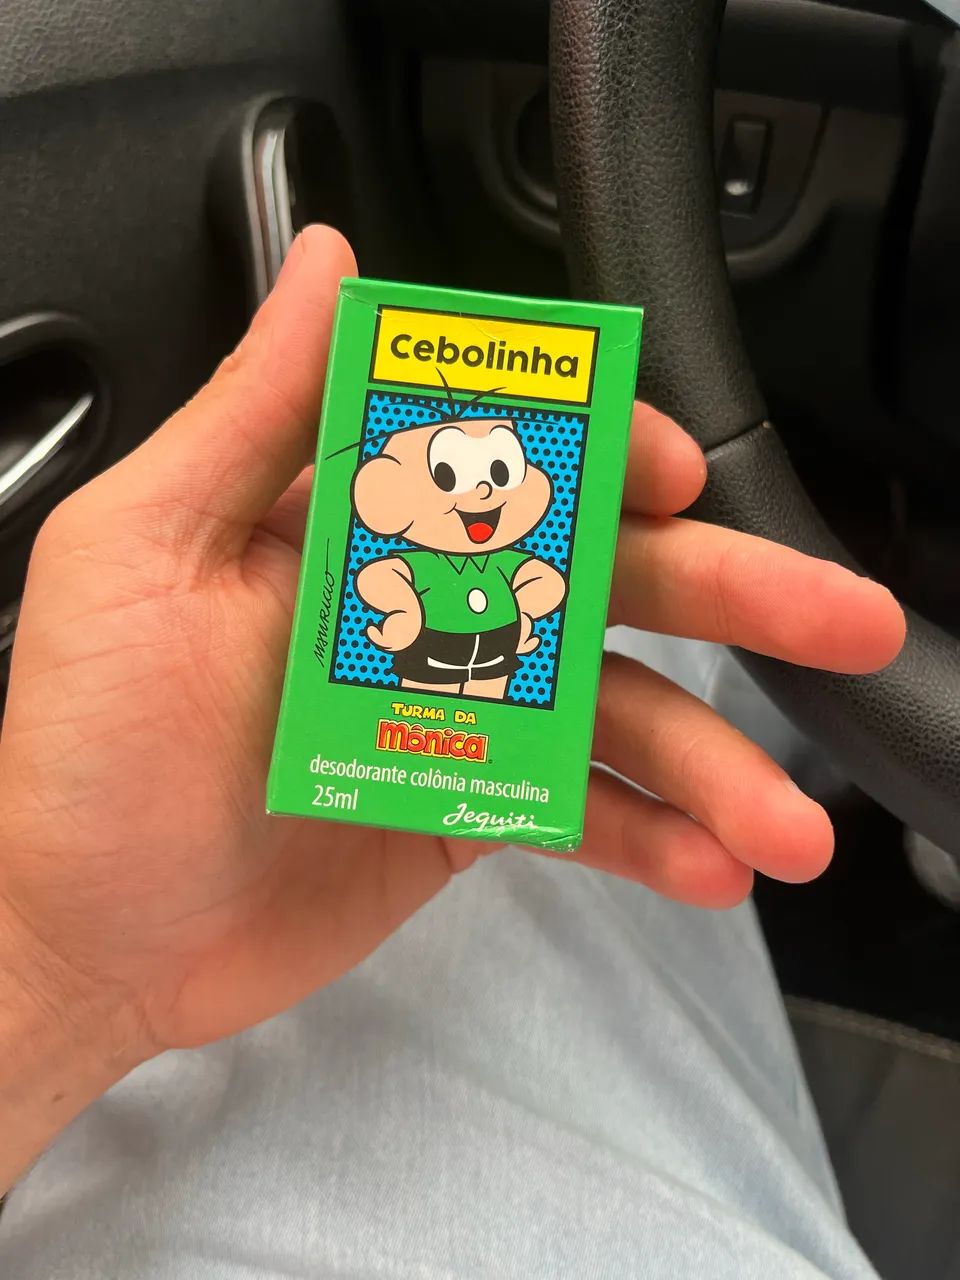 Cebolinha
MAURICIO
TURMA DA
Mônica
desodorante colônia masculina
25ml
Jequiti